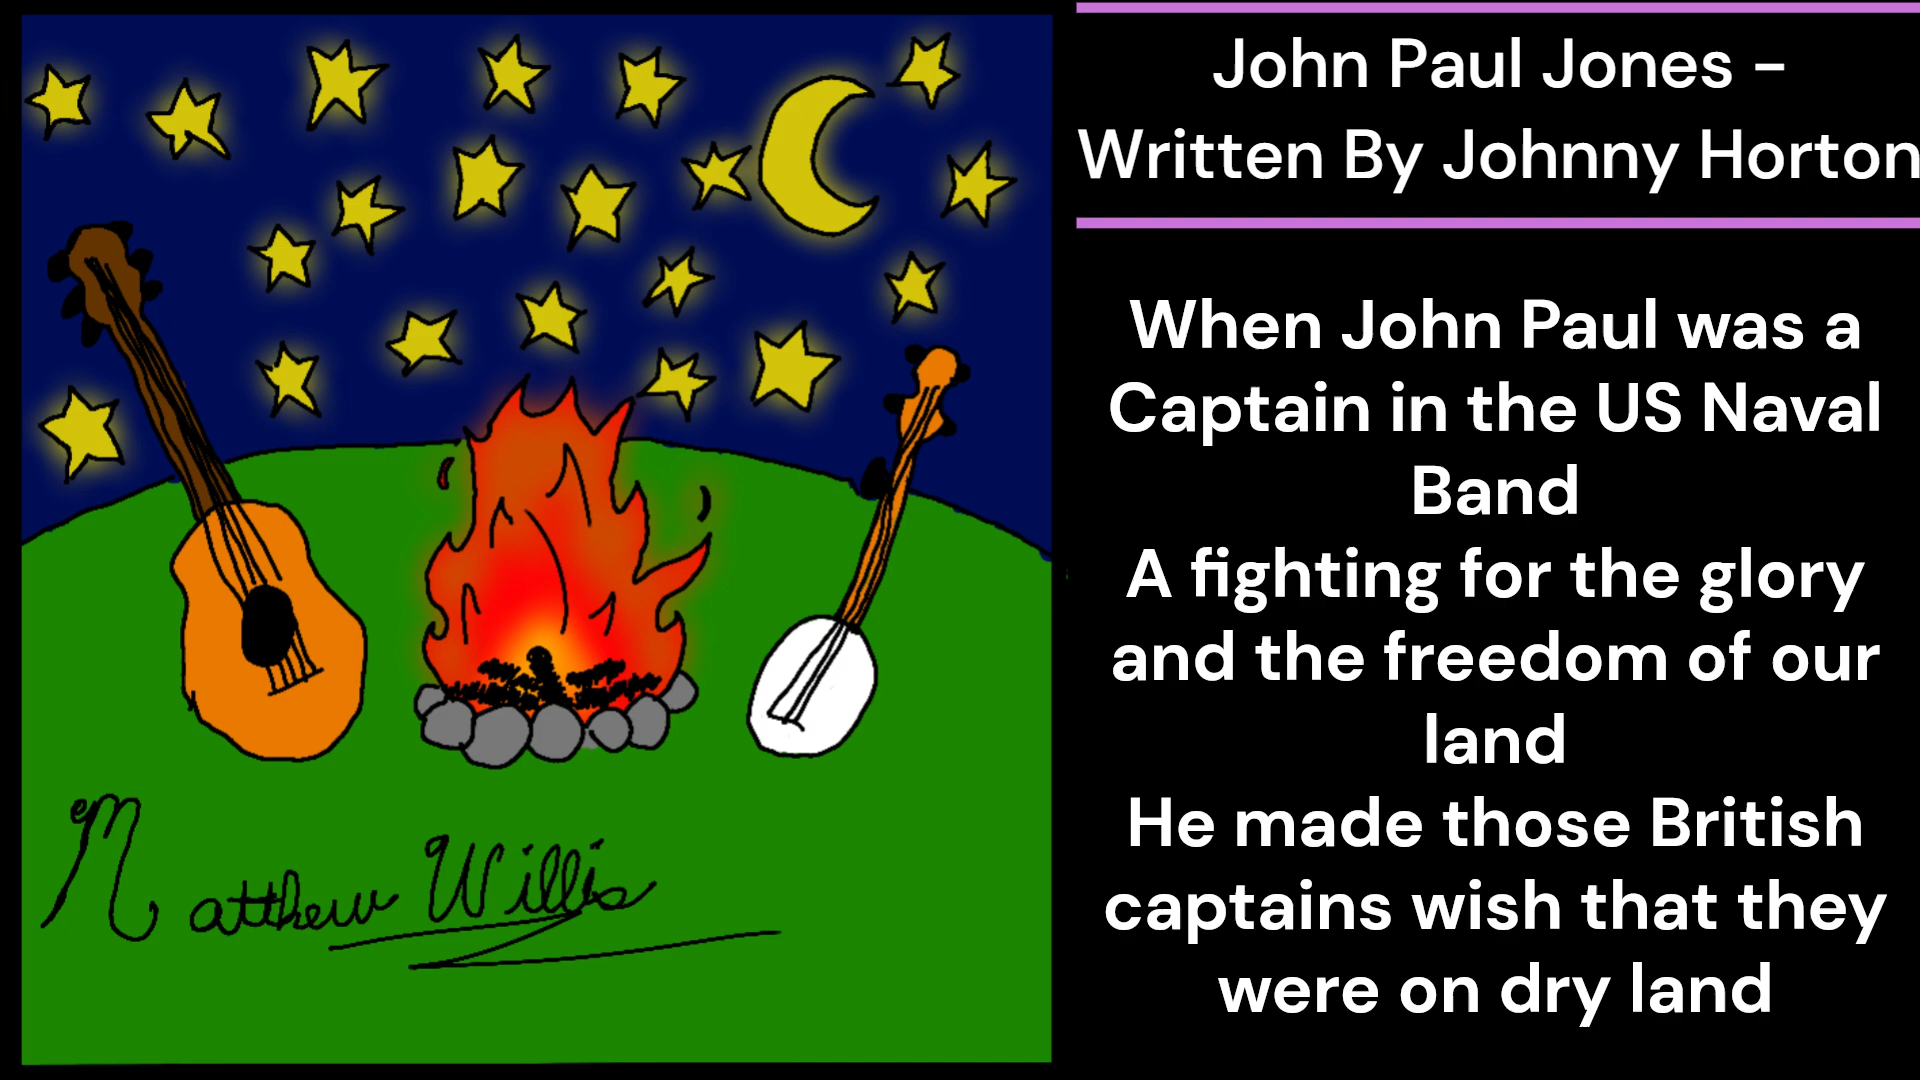 John Paul Jones -
Written By Johnny Horton
When John Paul was a
Captain in the US Naval
Band
A fighting for the glory
and the freedom of our
land
He made those British
captains wish that they
were on dry land
Matthew Willis